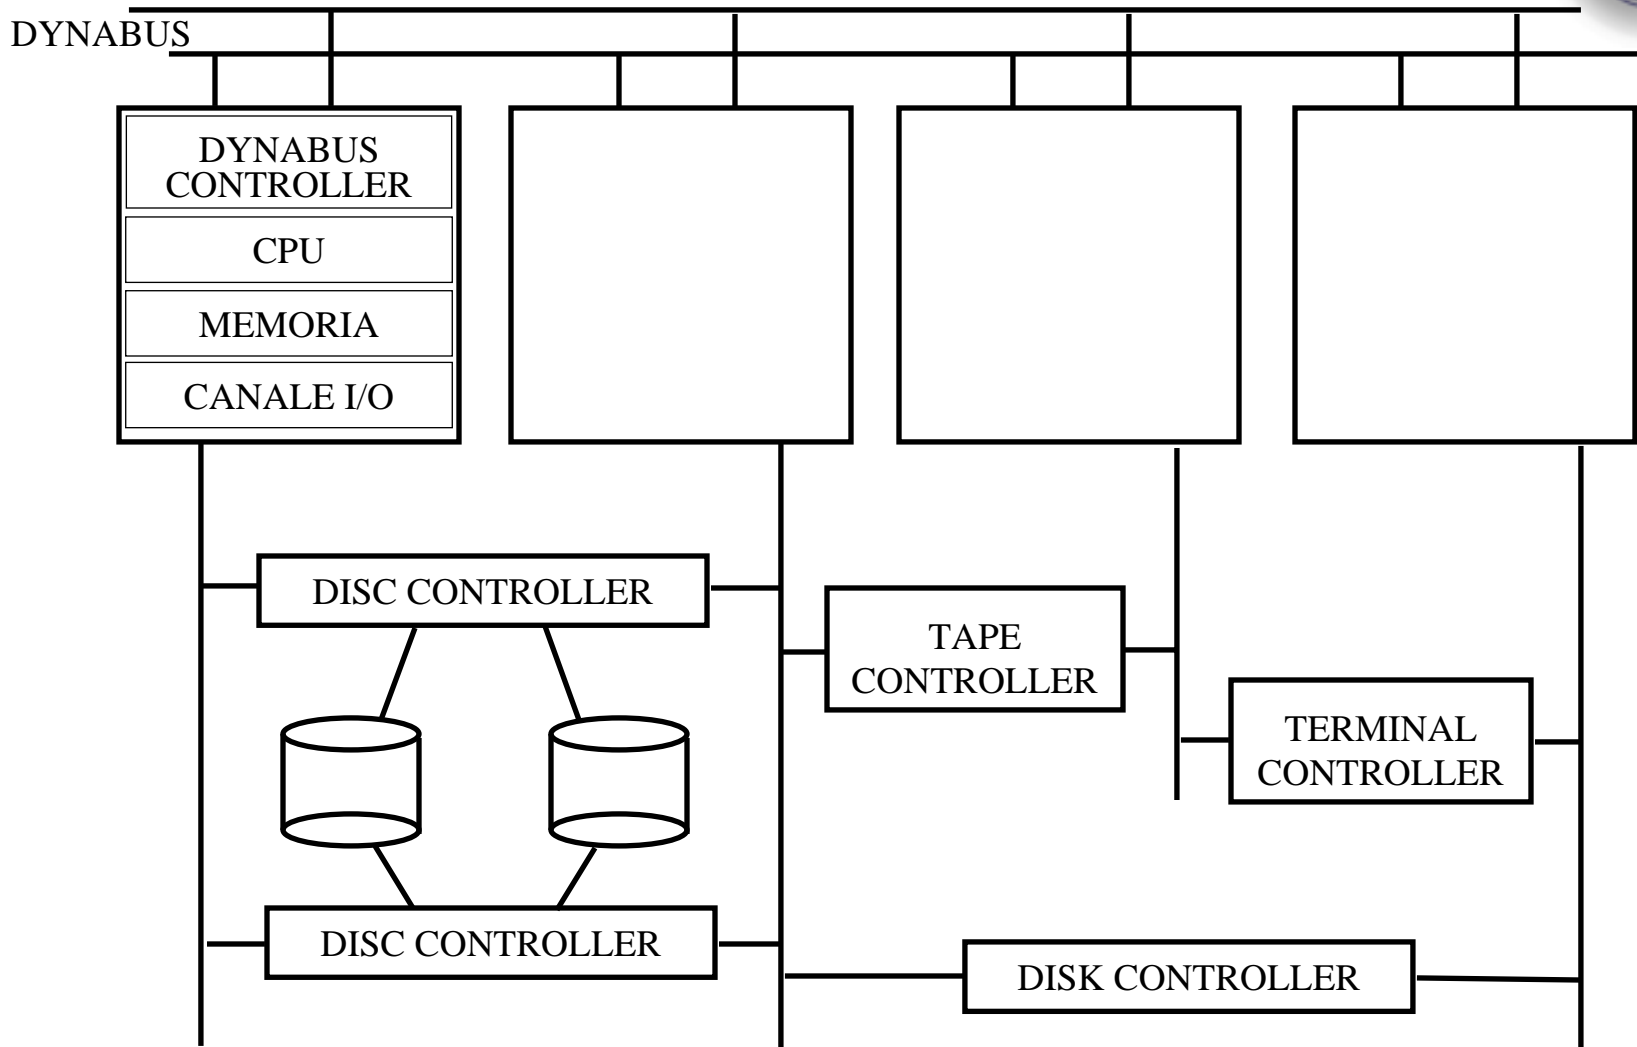 DYNABUS
DYNABUS
CONTROLLER
CPU
MEMORIA
CANALE I/O
DISC CONTROLLER
TAPE
CONTROLLER
TERMINAL
CONTROLLER
DISC CONTROLLER
DISK CONTROLLER